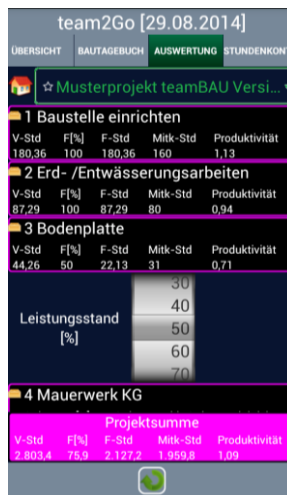 team2Go [29.08.2014]
ÜBERSICHT BAUTAGEBUCH AUSWERTUNG STUNDENKON
Musterprojekt teamBAU Versi...
1 Baustelle einrichten
V-Std F[%] F-Std Mitk-Std Produktivität
180,36 100 180,36 160 1,13
2 Erd- /Entwässerungsarbeiten
V-Std F[%] F-Std Mitk-Std Produktivität
87,29 100 87,29 80 0,94
3 Bodenplatte
V-Std F[%] F-Std Mitk-Std Produktivität
44,26 50 22,13 31 0,71
30
40
Leistungsstand 50
[%]
60
70
4 Mauerwerk KG
Projektsumme
V-Std F[%] F-Std Mitk-Std Produktivität
2.803,4 75,9 2.127,2 1.959,8 1,09